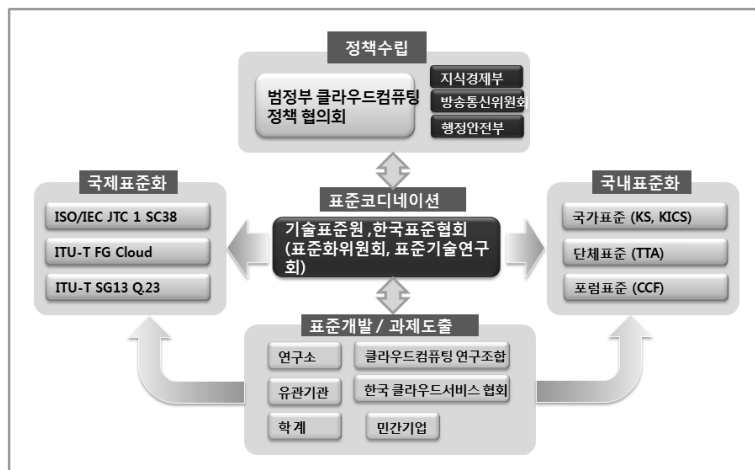 정책수립
범정부 클라우드컴퓨팅
정책 협의회
지식경제부
방송통신위원회
행정안전부
국제표준화
ISO/IEC JTC 1 SC38
ITU-T FG Cloud
ITU-T SG13 Q.23
표준코디네이션
기술표준원 ,한국표준협회
(표준화위원회, 표준기술연구
회)
국내표준화
국가표준 (KS, KICS)
단체표준 (TTA)
포럼표준 (CCF)
표준개발 / 과제도출
연구소
클라우드컴퓨팅 연구조합
유관기관
한국 클라우드서비스 협회
학계
민간기업